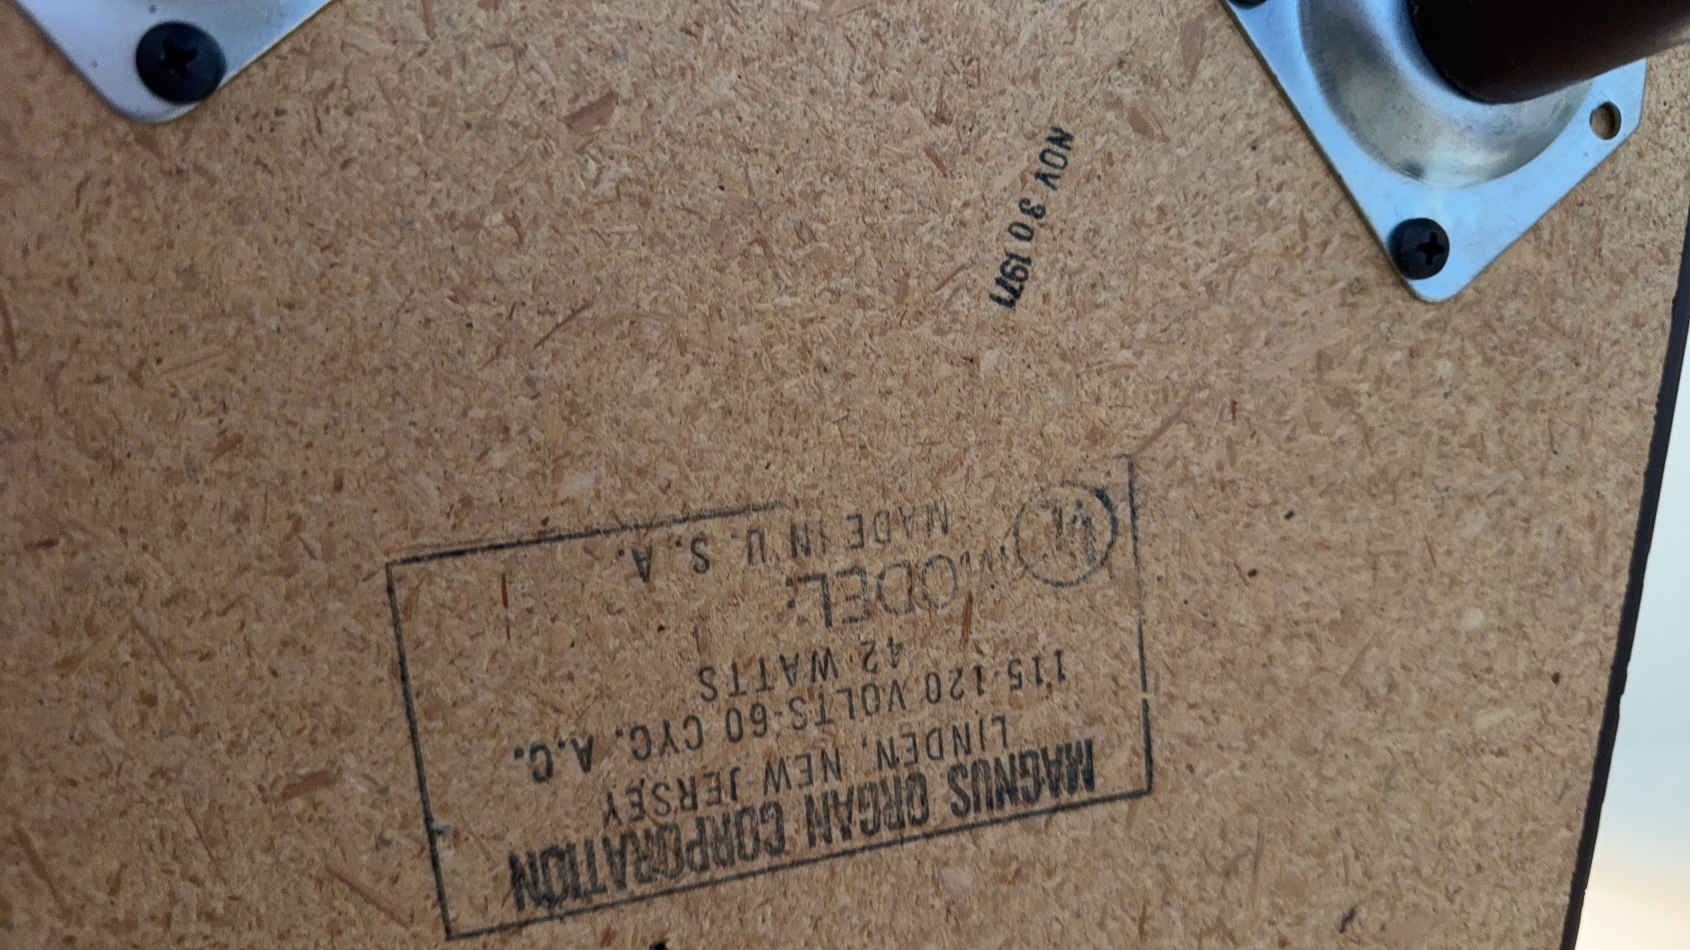 MAGNUS ORGAN CORPORATION
LINDEN, NEW JERSEY
115-120 VOLTS-60 CYC. A.C.
42 WATTS
MODEL:
UL
MADE IN U.S.A.
NOV 30 1971